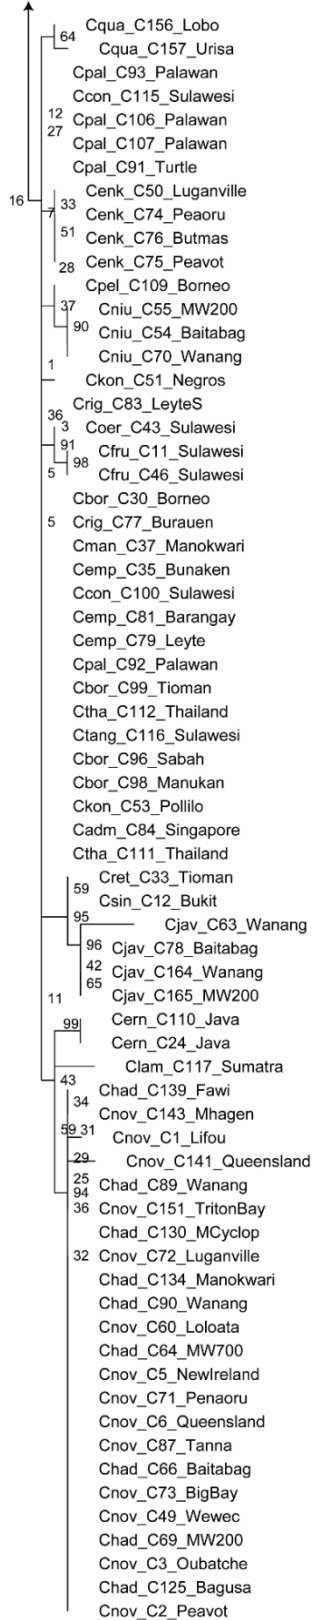 Cqua_C156_Lobo
64
Cqua_C157_Urisa
Cpal_C93_Palawan
Ccon_C115_Sulawesi
12
Cpal_C106_Palawan
27
Cpal_C107_Palawan
Cpal_C91_Turtle
Cenk_C50_Luganville
16
33
7
Cenk_C74_Peaoru
51
Cenk_C76_Butmas
28
Cenk_C75_Peavot
Cpel_C109_Borneo
37
Cniu_C55_MW200
90
Cniu_C54_Baitabag
Cniu_C70_Wanang
1
Ckon_C51_Negros
Crig_C83_LeyteS
36
3
Coer_C43_Sulawesi
91
Cfru_C11_Sulawesi
98
5
Cfru_C46_Sulawesi
Cbor_C30_Borneo
5
Crig_C77_Burauen
Cman_C37_Manokwari
Cemp_C35_Bunaken
Ccon_C100_Sulawesi
Cemp_C81_Barangay
Cemp_C79_Leyte
Cpal_C92_Palawan
Cbor_C99_Tioman
Ctha_C112_Thailand
Ctang_C116_Sulawesi
Cbor_C96_Sabah
Cbor_C98_Manukan
Ckon_C53_Pollilo
Cadm_C84_Singapore
Ctha_C111_Thailand
Cret_C33_Tioman
59
Csin_C12_Bukit
95
Cjav_C63_Wanang
96
Cjav_C78_Baitabag
42
Cjav_C164_Wanang
65
Cjav_C165_MW200
11
Cern_C110_Java
99
Cern_C24_Java
Clam_C117_Sumatra
43
Chad_C139_Fawi
34
Cnov_C143_Mhagen
59 31
Cnov_C1_Lifou
29
Cnov_C141_Queensland
25
Chad_C89_Wanang
94
36
Cnov_C151_TritonBay
Chad_C130_MCyclop
32
Cnov_C72_Luganville
Chad_C134_Manokwari
Chad_C90_Wanang
Cnov_C60_Loloata
Chad_C64_MW700
Cnov_C5_NewIreland
Cnov_C71_Penaoru
Cnov_C6_Queensland
Cnov_C87_Tanna
Chad_C66_Baitabag
Cnov_C73_BigBay
Cnov_C49_Wewec
Chad_C69_MW200
Cnov_C3_Oubatche
Chad_C125_Bagusa
Cnov_C2_Peavot